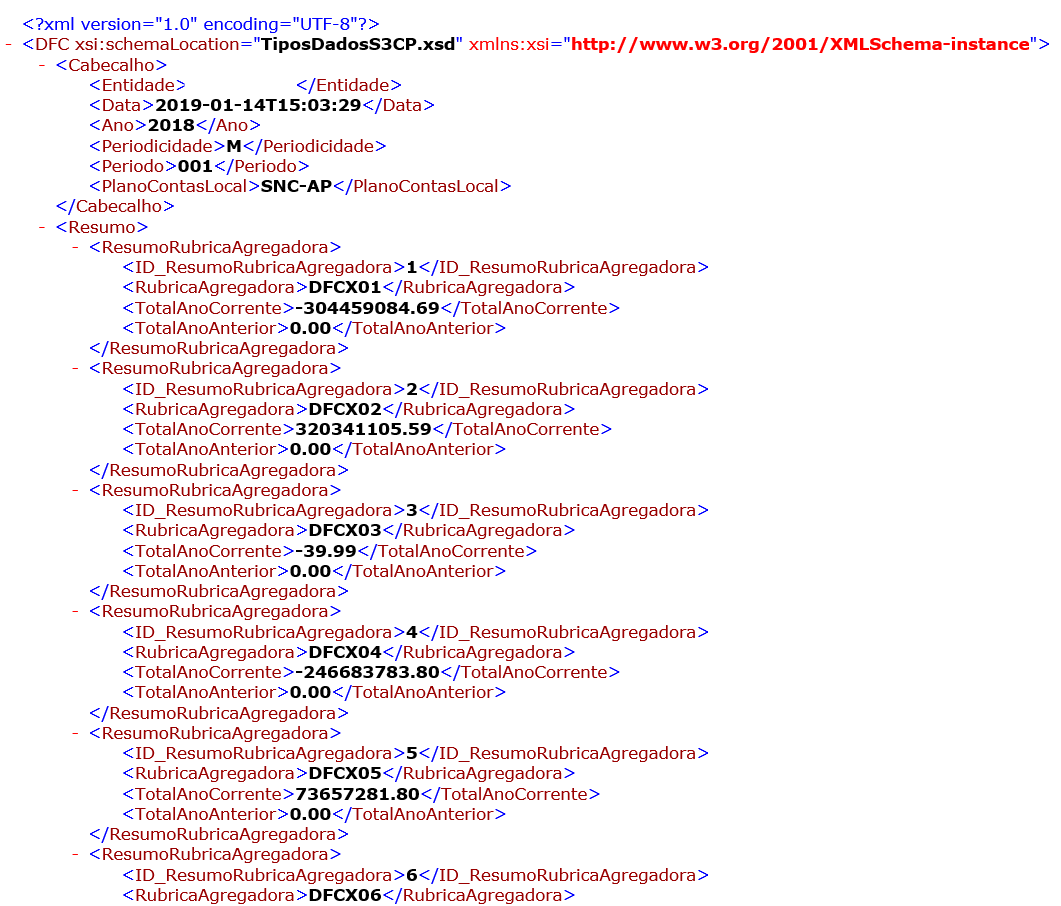 <?xml version="1.0" encoding="UTF-8"?>
- <DFC xsi:schemaLocation="TiposDadosS3CP.xsd" xmlns:xsi="http://www.w3.org/2001/XMLSchema-instance">
- <Cabecalho>
<Entidade> </Entidade>
<Data>2019-01-14T15:03:29</Data>
<Ano>2018</Ano>
<Periodicidade>M</Periodicidade>
<Periodo>001</Periodo>
<PlanoContasLocal>SNC-AP</PlanoContasLocal>
</Cabecalho>
- <Resumo>
- <ResumoRubricaAgregadora>
<ID_ResumoRubricaAgregadora>1</ID_ResumoRubricaAgregadora>
<RubricaAgregadora>DFCX01</RubricaAgregadora>
<TotalAnoCorrente>-304459084.69</TotalAnoCorrente>
<TotalAnoAnterior>0.00</TotalAnoAnterior>
</ResumoRubricaAgregadora>
- <ResumoRubricaAgregadora>
<ID_ResumoRubricaAgregadora>2</ID_ResumoRubricaAgregadora>
<RubricaAgregadora>DFCX02</RubricaAgregadora>
<TotalAnoCorrente>320341105.59</TotalAnoCorrente>
<TotalAnoAnterior>0.00</TotalAnoAnterior>
</ResumoRubricaAgregadora>
- <ResumoRubricaAgregadora>
<ID_ResumoRubricaAgregadora>3</ID_ResumoRubricaAgregadora>
<RubricaAgregadora>DFCX03</RubricaAgregadora>
<TotalAnoCorrente>-39.99</TotalAnoCorrente>
<TotalAnoAnterior>0.00</TotalAnoAnterior>
</ResumoRubricaAgregadora>
- <ResumoRubricaAgregadora>
<ID_ResumoRubricaAgregadora>4</ID_ResumoRubricaAgregadora>
<RubricaAgregadora>DFCX04</RubricaAgregadora>
<TotalAnoCorrente>-246683783.80</TotalAnoCorrente>
<TotalAnoAnterior>0.00</TotalAnoAnterior>
</ResumoRubricaAgregadora>
- <ResumoRubricaAgregadora>
<ID_ResumoRubricaAgregadora>5</ID_ResumoRubricaAgregadora>
<RubricaAgregadora>DFCX05</RubricaAgregadora>
<TotalAnoCorrente>73657281.80</TotalAnoCorrente>
<TotalAnoAnterior>0.00</TotalAnoAnterior>
</ResumoRubricaAgregadora>
- <ResumoRubricaAgregadora>
<ID_ResumoRubricaAgregadora>6</ID_ResumoRubricaAgregadora>
<RubricaAgregadora>DFCX06</RubricaAgregadora>